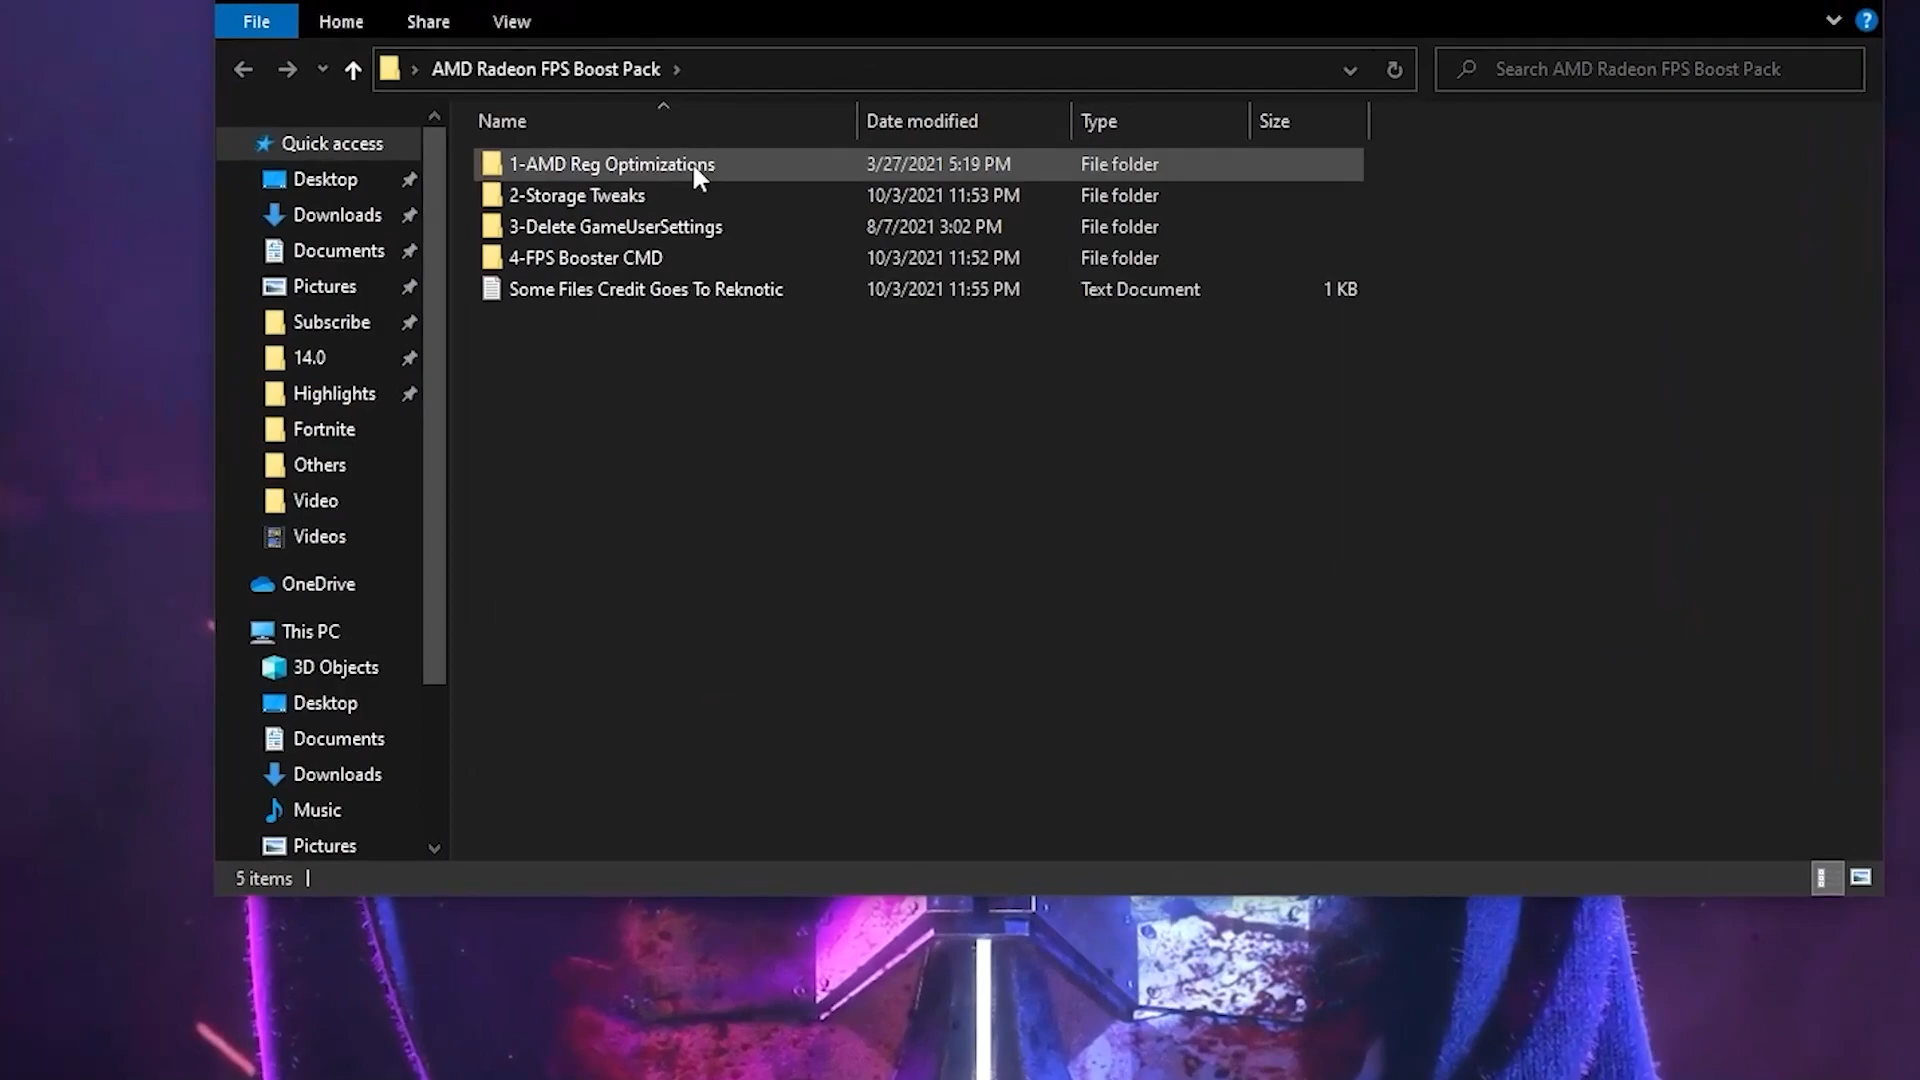 File Home Share View
AMD Radeon FPS Boost Pack
Search AMD Radeon FPS Boost Pack
Name Date modified Type Size
1-AMD Reg Optimizations 3/27/2021 5:19 PM File folder
2-Storage Tweaks 10/3/2021 11:53 PM File folder
3-Delete GameUserSettings 8/7/2021 3:02 PM File folder
4-FPS Booster CMD 10/3/2021 11:52 PM File folder
Some Files Credit Goes To Reknotic 10/3/2021 11:55 PM Text Document 1 KB
Quick access
Desktop
Downloads
Documents
Pictures
Subscribe
14.0
Highlights
Fortnite
Others
Video
Videos
OneDrive
This PC
3D Objects
Desktop
Documents
Downloads
Music
Pictures
5 items